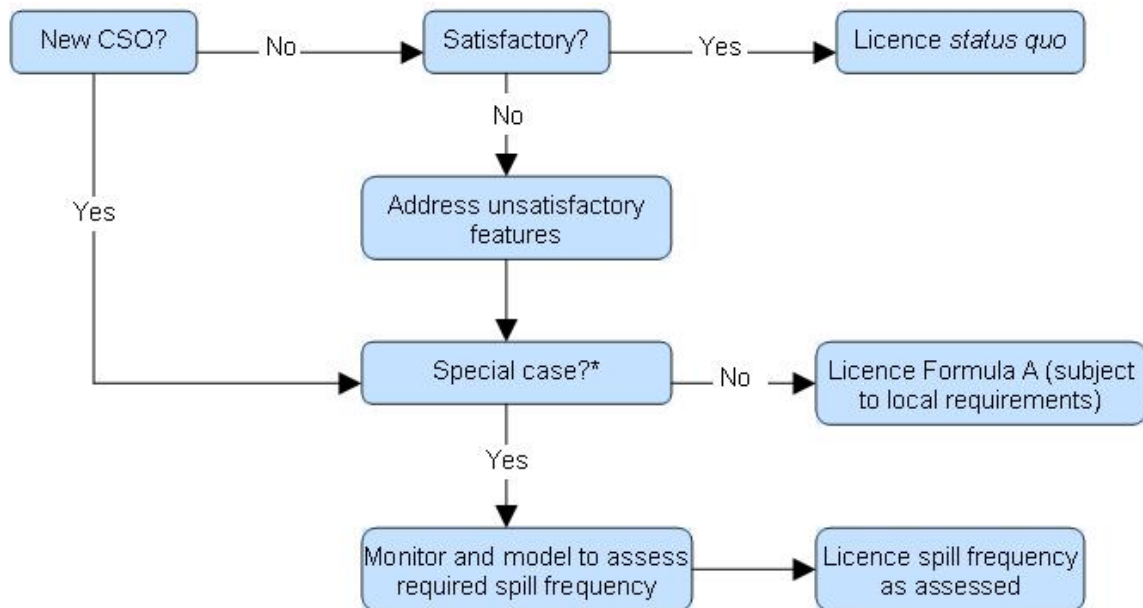 New CSO?
No
Satisfactory?
Yes
Licence status quo
No
Address unsatisfactory
features
Yes
Special case?*
No
Licence Formula A (subject
to local requirements)
Yes
Monitor and model to assess
required spill frequency
Licence spill frequency
as assessed